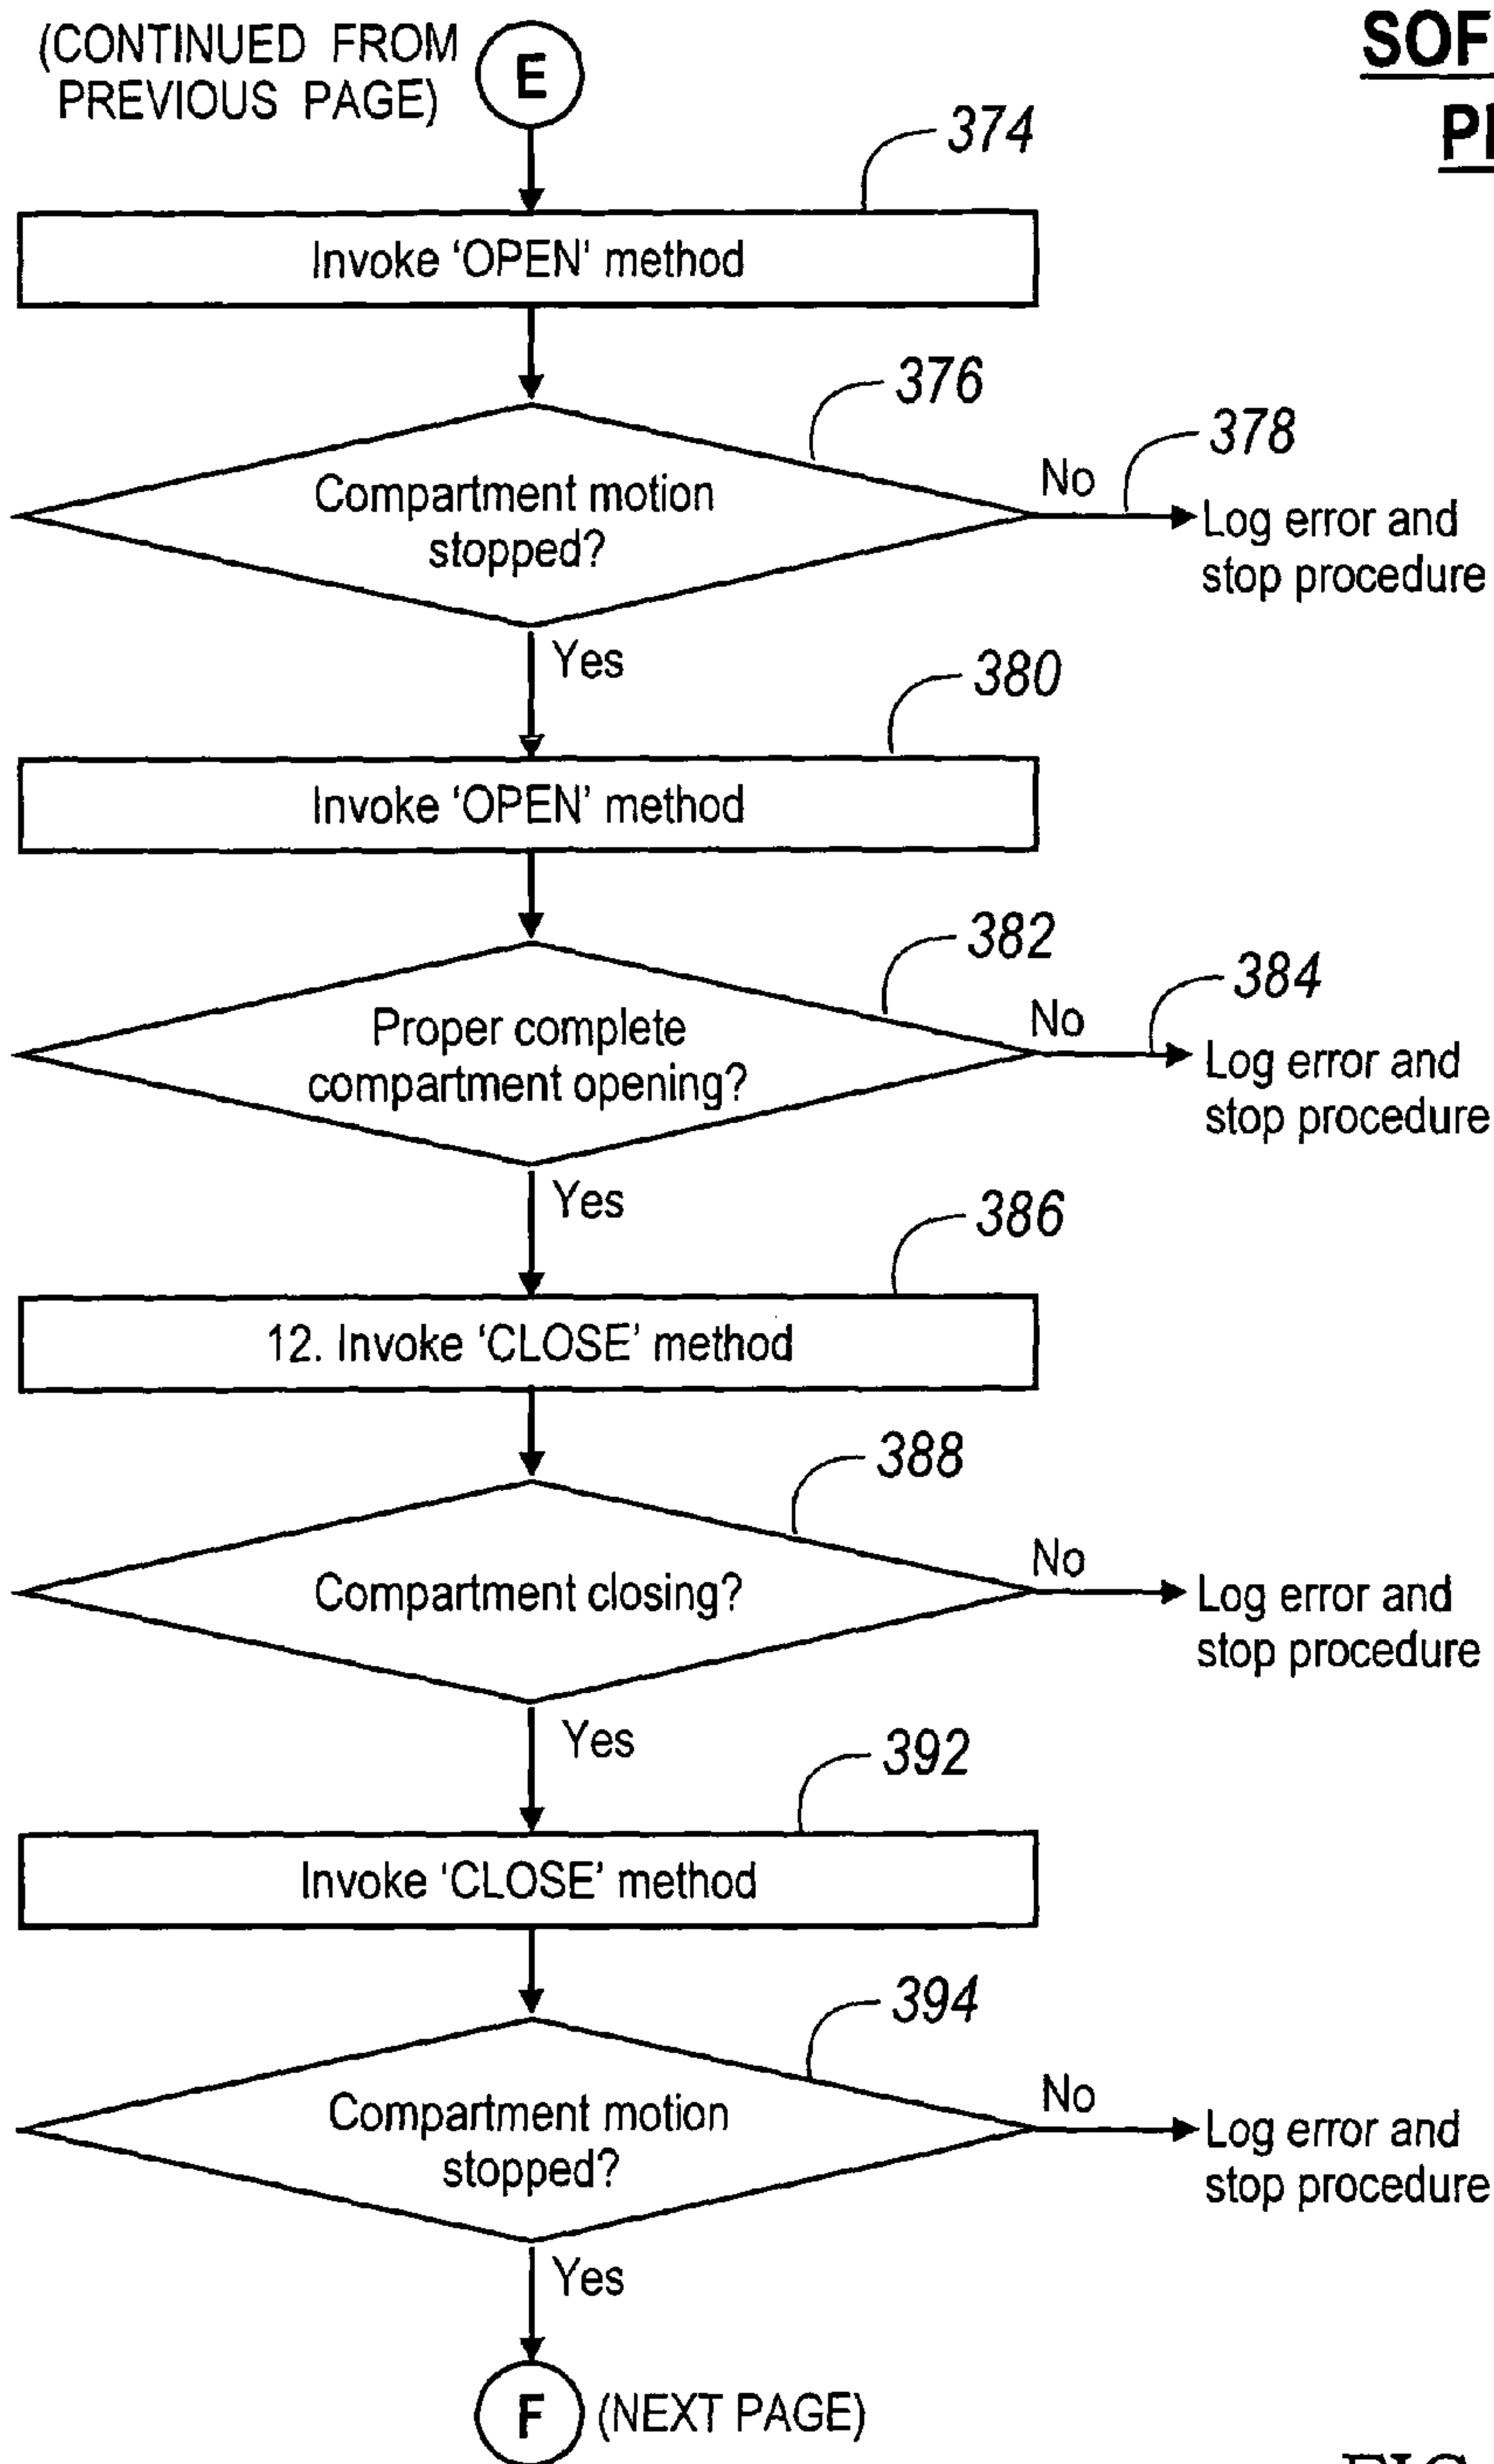 (CONTINUED FROM
PREVIOUS PAGE)
E
374
Invoke ‘OPEN’ method
376
Compartment motion
stopped?
No
378
Log error and
stop procedure
Yes
380
Invoke ‘OPEN’ method
382
Proper complete
compartment opening?
No
384
Log error and
stop procedure
Yes
386
12. Invoke ‘CLOSE’ method
388
Compartment closing?
No
Log error and
stop procedure
Yes
392
Invoke ‘CLOSE’ method
394
Compartment motion
stopped?
No
Log error and
stop procedure
Yes
F
(NEXT PAGE)